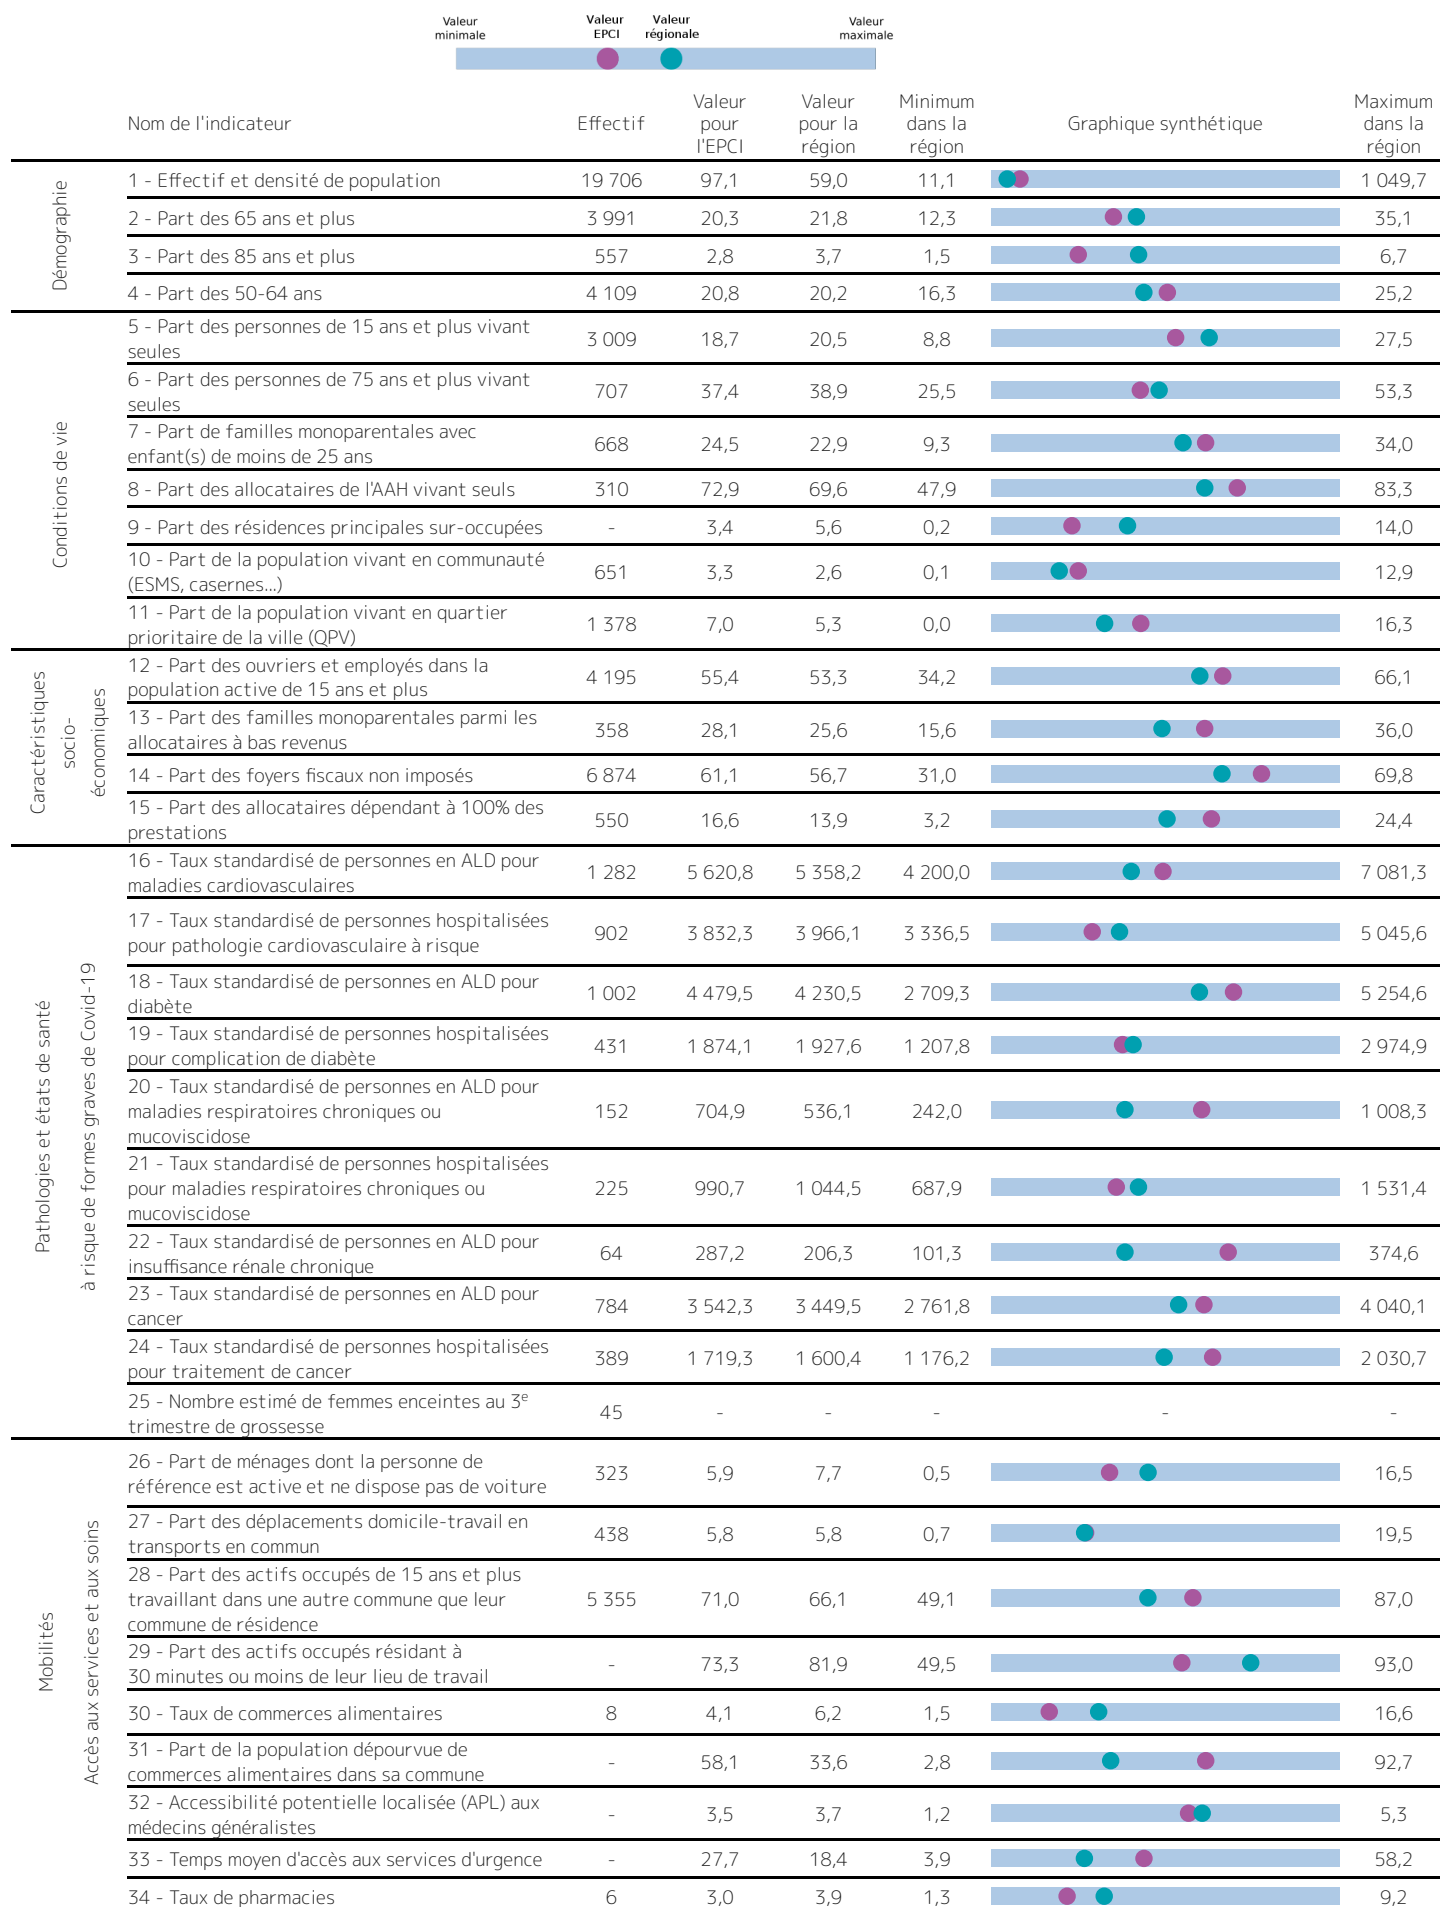 Valeur minimale
Valeur EPCI
Valeur régionale
Valeur maximale
Nom de l'indicateur
Effectif
Valeur pour l'EPCI
Valeur pour la région
Minimum dans la région
Graphique synthétique
Maximum dans la région
Démographie
1 - Effectif et densité de population 19 706 97,1 59,0 11,1 1 049,7
2 - Part des 65 ans et plus 3 991 20,3 21,8 12,3 35,1
3 - Part des 85 ans et plus 557 2,8 3,7 1,5 6,7
4 - Part des 50-64 ans 4 109 20,8 20,2 16,3 25,2
Conditions de vie
5 - Part des personnes de 15 ans et plus vivant
seules 3 009 18,7 20,5 8,8 27,5
6 - Part des personnes de 75 ans et plus vivant
seules 707 37,4 38,9 25,5 53,3
7 - Part de familles monoparentales avec
enfant(s) de moins de 25 ans 668 24,5 22,9 9,3 34,0
8 - Part des allocataires de l'AAH vivant seuls 310 72,9 69,6 47,9 83,3
9 - Part des résidences principales sur-occupées - 3,4 5,6 0,2 14,0
10 - Part de la population vivant en communauté
(ESMS, casernes...) 651 3,3 2,6 0,1 12,9
11 - Part de la population vivant en quartier
prioritaire de la ville (QPV) 1 378 7,0 5,3 0,0 16,3
Caractéristiques
socio-
économiques
12 - Part des ouvriers et employés dans la
population active de 15 ans et plus 4 195 55,4 53,3 34,2 66,1
13 - Part des familles monoparentales parmi les
allocataires à bas revenus 358 28,1 25,6 15,6 36,0
14 - Part des foyers fiscaux non imposés 6 874 61,1 56,7 31,0 69,8
15 - Part des allocataires dépendant à 100% des
prestations 550 16,6 13,9 3,2 24,4
Pathologies et états de santé
à risque de formes graves de Covid-19
16 - Taux standardisé de personnes en ALD pour
maladies cardiovasculaires 1 282 5 620,8 5 358,2 4 200,0 7 081,3
17 - Taux standardisé de personnes hospitalisées
pour pathologie cardiovasculaire à risque 902 3 832,3 3 966,1 3 336,5 5 045,6
18 - Taux standardisé de personnes en ALD pour
diabète 1 002 4 479,5 4 230,5 2 709,3 5 254,6
19 - Taux standardisé de personnes hospitalisées
pour complication de diabète 431 1 874,1 1 927,6 1 207,8 2 974,9
20 - Taux standardisé de personnes en ALD pour
maladies respiratoires chroniques ou 152 704,9 536,1 242,0 1 008,3
mucoviscidose
21 - Taux standardisé de personnes hospitalisées
pour maladies respiratoires chroniques ou 225 990,7 1 044,5 687,9 1 531,4
mucoviscidose
22 - Taux standardisé de personnes en ALD pour
insuffisance rénale chronique 64 287,2 206,3 101,3 374,6
23 - Taux standardisé de personnes en ALD pour
cancer 784 3 542,3 3 449,5 2 761,8 4 040,1
24 - Taux standardisé de personnes hospitalisées
pour traitement de cancer 389 1 719,3 1 600,4 1 176,2 2 030,7
25 - Nombre estimé de femmes enceintes au 3e
trimestre de grossesse 45 - - - - -
Mobilités
Accès aux services et aux soins
26 - Part de ménages dont la personne de
référence est active et ne dispose pas de voiture 323 5,9 7,7 0,5 16,5
27 - Part des déplacements domicile-travail en
transports en commun 438 5,8 5,8 0,7 19,5
28 - Part des actifs occupés de 15 ans et plus
travaillant dans une autre commune que leur 5 355 71,0 66,1 49,1 87,0
commune de résidence
29 - Part des actifs occupés résidant à
30 minutes ou moins de leur lieu de travail - 73,3 81,9 49,5 93,0
30 - Taux de commerces alimentaires 8 4,1 6,2 1,5 16,6
31 - Part de la population dépourvue de
commerces alimentaires dans sa commune - 58,1 33,6 2,8 92,7
32 - Accessibilité potentielle localisée (APL) aux
médecins généralistes - 3,5 3,7 1,2 5,3
33 - Temps moyen d'accès aux services d'urgence - 27,7 18,4 3,9 58,2
34 - Taux de pharmacies 6 3,0 3,9 1,3 9,2